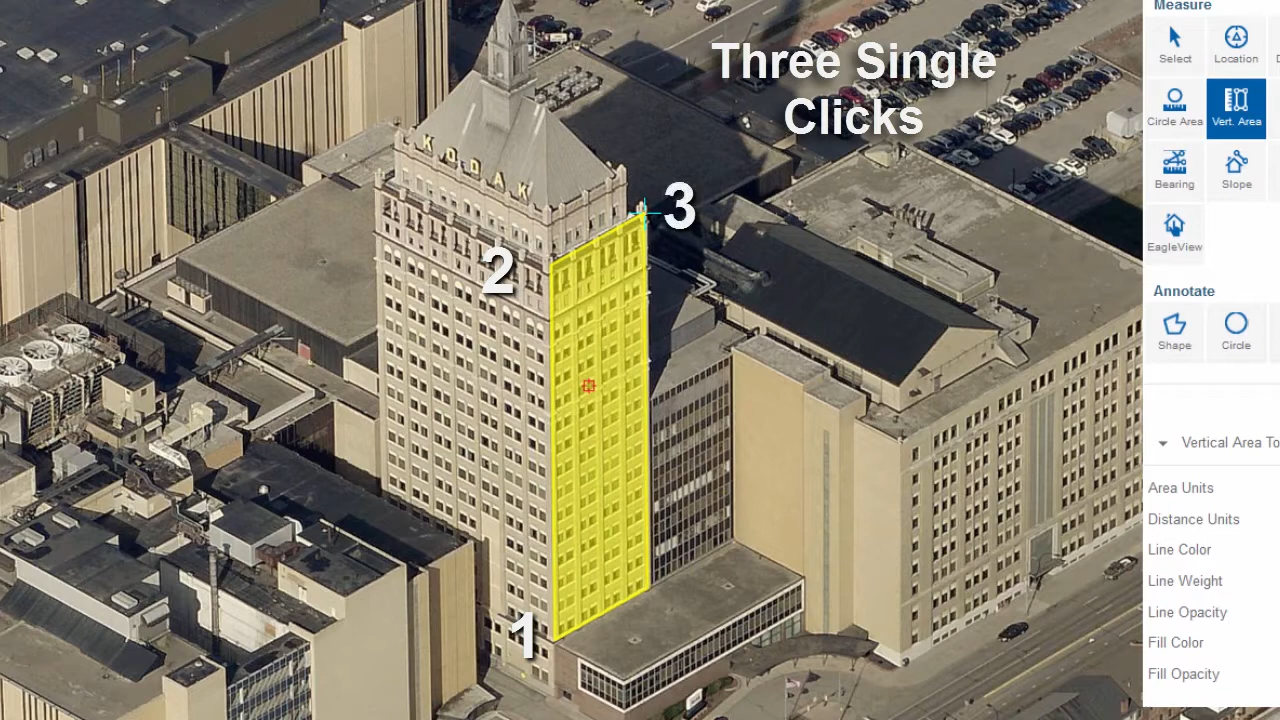 Measure
Select
Location
D
Three Single
Clicks
Circle Area
Vert. Area
KODAK
Bearing
Slope
3
EagleView
2
Annotate
Shape
Circle
Vertical Area To
Area Units
Distance Units
Line Color
Line Weight
Line Opacity
1
Fill Color
Fill Opacity